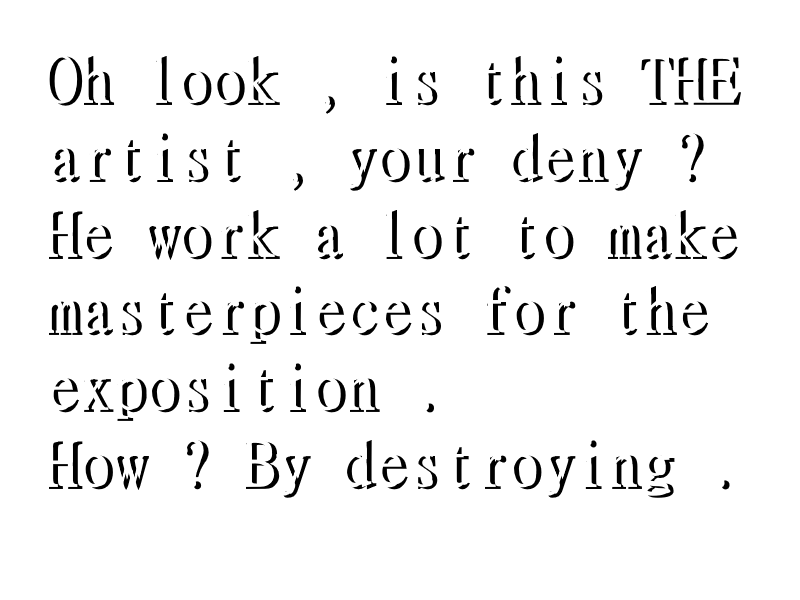 Oh look , is this THE
artist , your deny ?
He work a lot to make
masterpieces for the
exposition .
How ? By destroying .